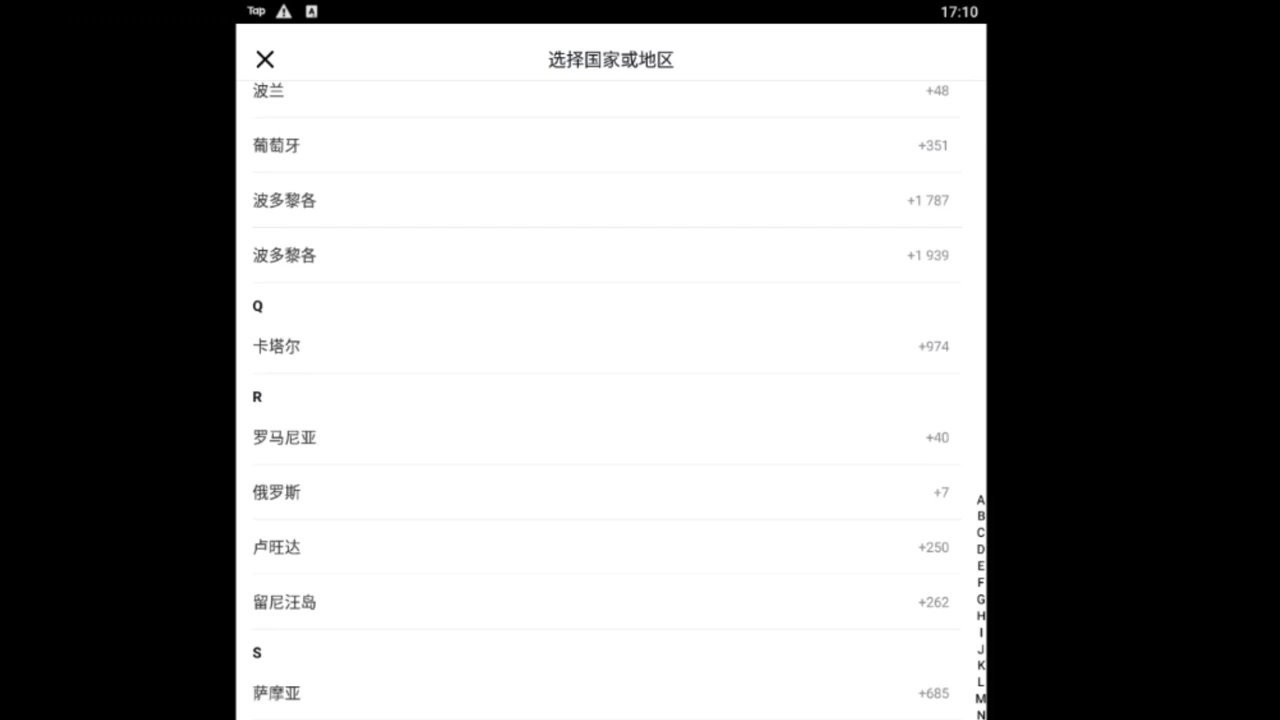 Tap A 17:10
选择国家或地区
波兰 +48
葡萄牙 +351
波多黎各 +1 787
波多黎各 +1 939
Q
卡塔尔 +974
R
罗马尼亚 +40
俄罗斯 +7
卢旺达 +250
留尼汪岛 +262
S
萨摩亚 +685
A
B
C
D
E
F
G
H
I
J
K
L
M
N